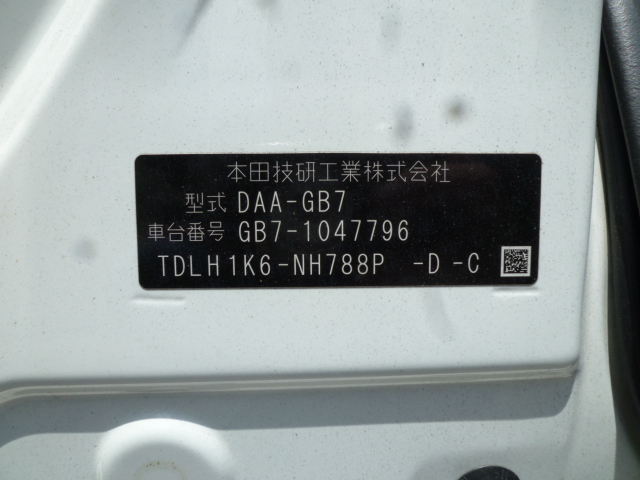 本田技研工業株式会社
型式 DAA-GB7
車台番号 GB7-1047796
TDLH1K6-NH788P -D -C